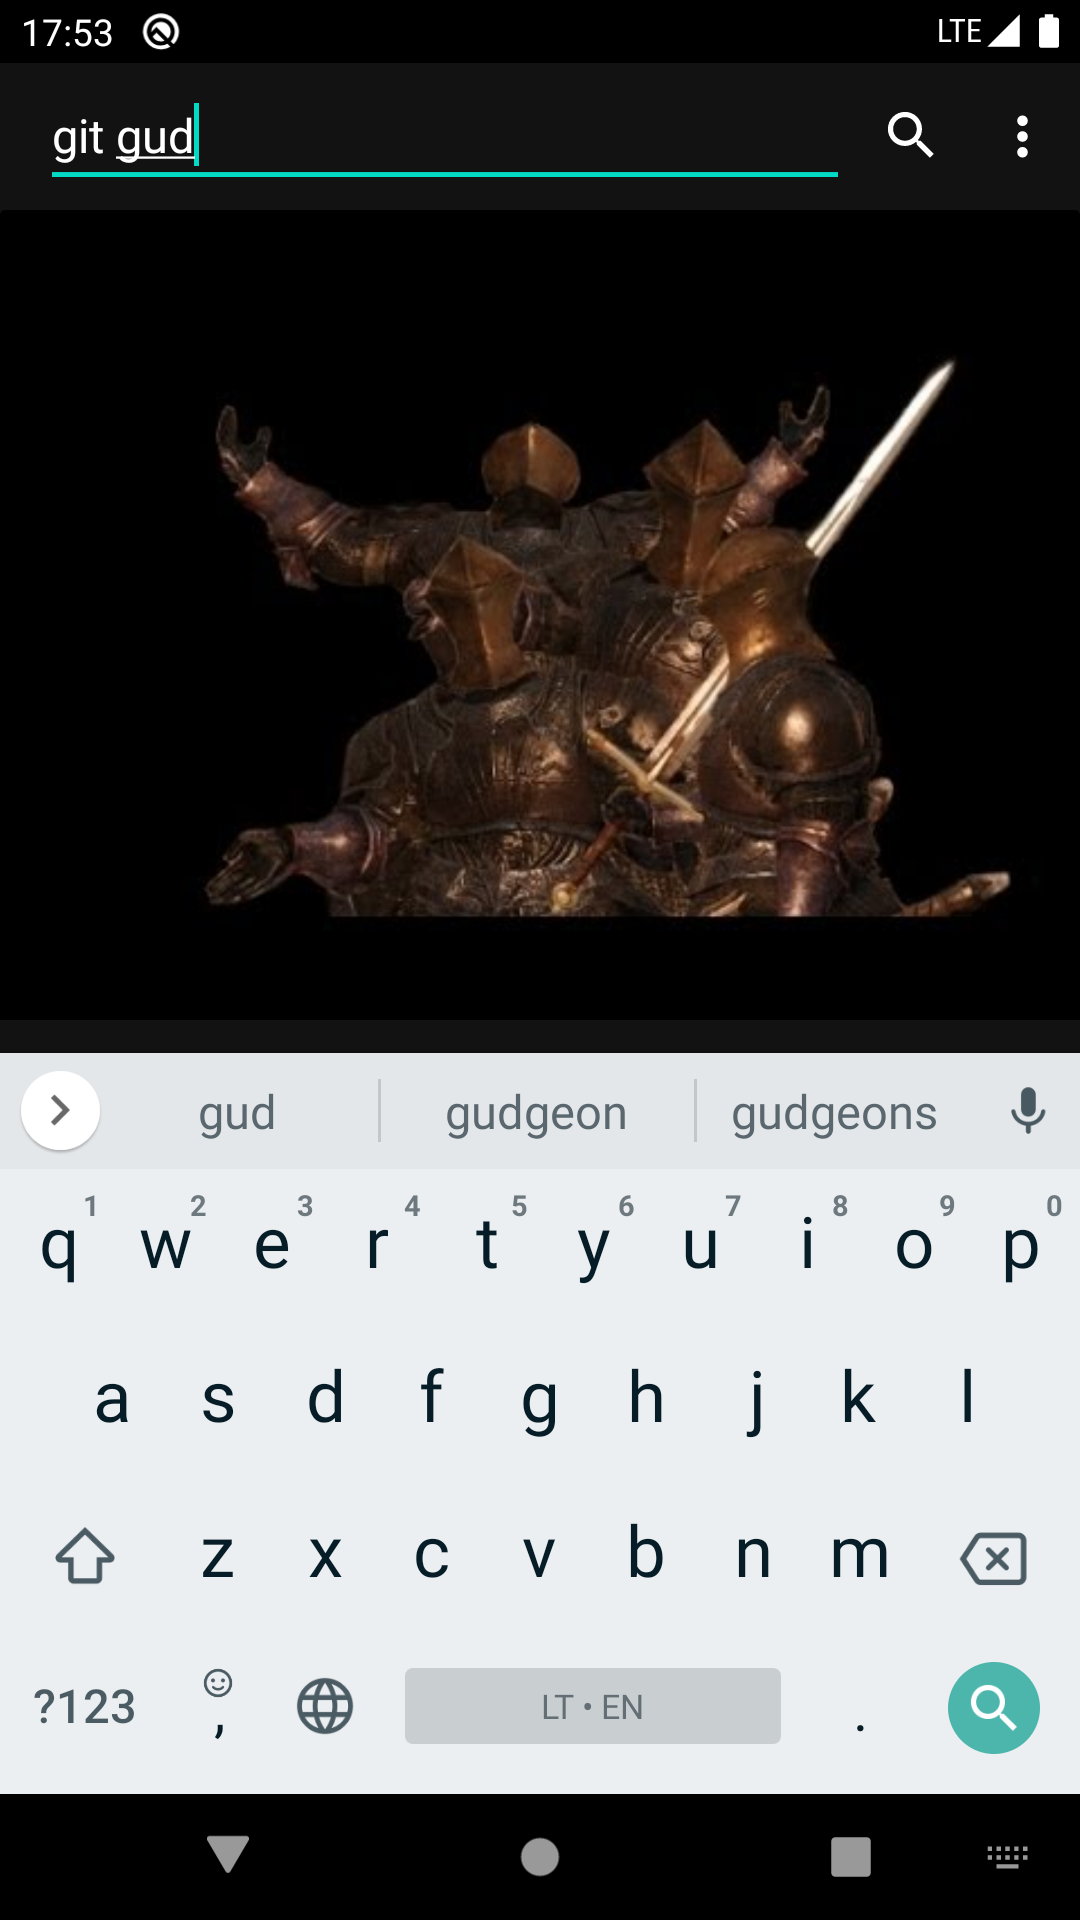 17:53 LTE
git gud
gud gudgeon gudgeons
q 1 w 2 e 3 r 4 t 5 y 6 u 7 i 8 o 9 p 0
a s d f g h j k l
z x c v b n m
?123 , LT • EN .